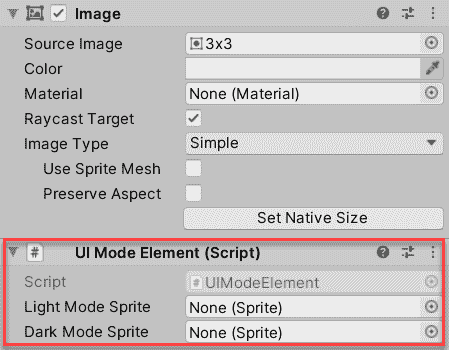 Image
Source Image 3x3
Color
Material None (Material)
Raycast Target
Image Type Simple
Use Sprite Mesh
Preserve Aspect
Set Native Size
# UI Mode Element (Script)
Script # UIModeElement
Light Mode Sprite None (Sprite)
Dark Mode Sprite None (Sprite)